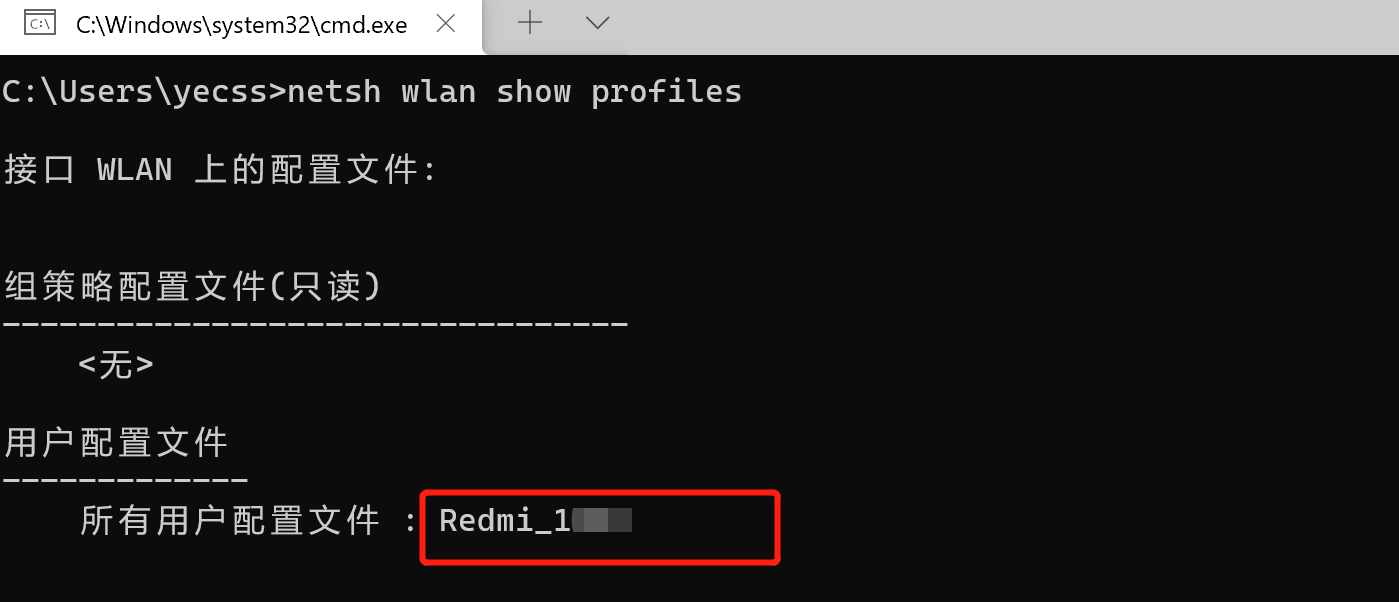 C:\Windows\system32\cmd.exe
C:\Users\yecss>netsh wlan show profiles
接口 WLAN 上的配置文件:
组策略配置文件(只读)
---------------------------------
<无>
用户配置文件
-------------
所有用户配置文件 : Redmi_1